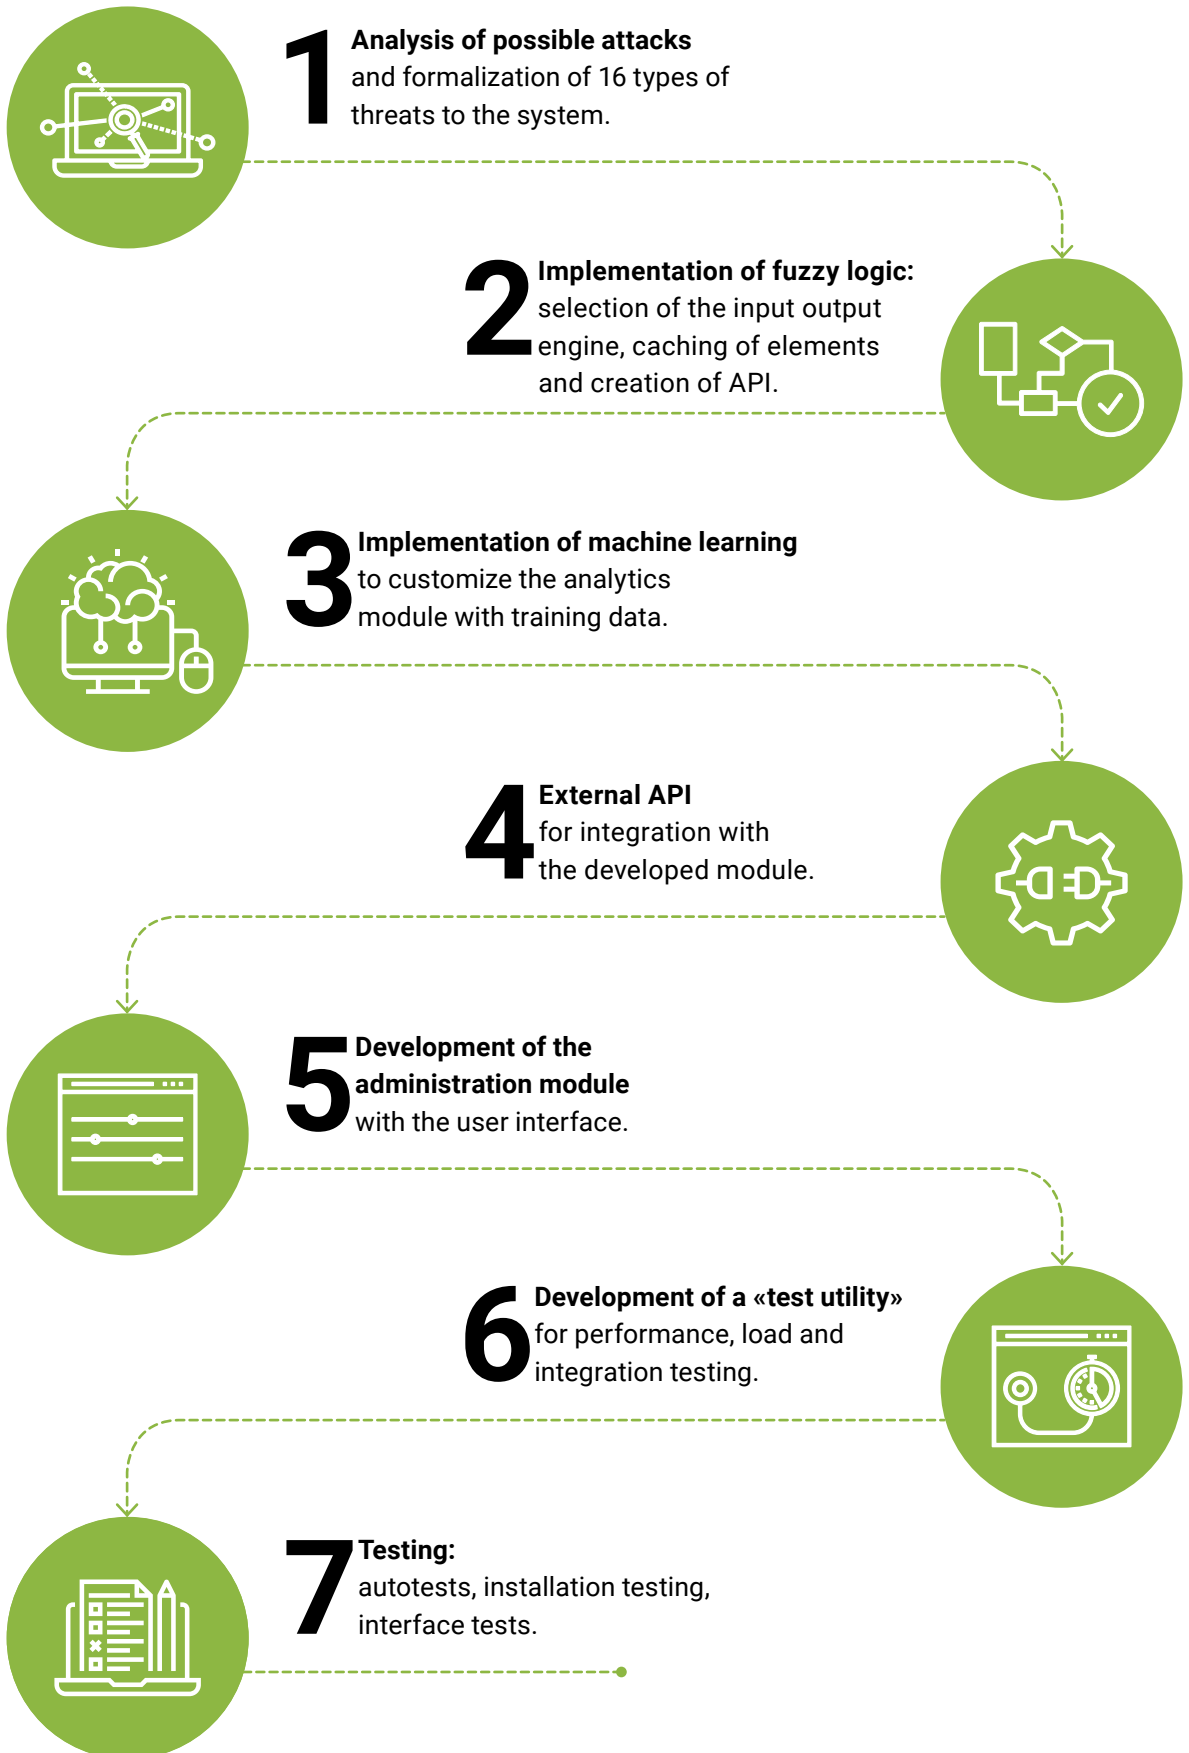 1
Analysis of possible attacks
and formalization of 16 types of
threats to the system.
2
Implementation of fuzzy logic:
selection of the input output
engine, caching of elements
and creation of API.
3
Implementation of machine learning
to customize the analytics
module with training data.
4
External API
for integration with
the developed module.
5
Development of the
administration module
with the user interface.
6
Development of a «test utility»
for performance, load and
integration testing.
7
Testing:
autotests, installation testing,
interface tests.